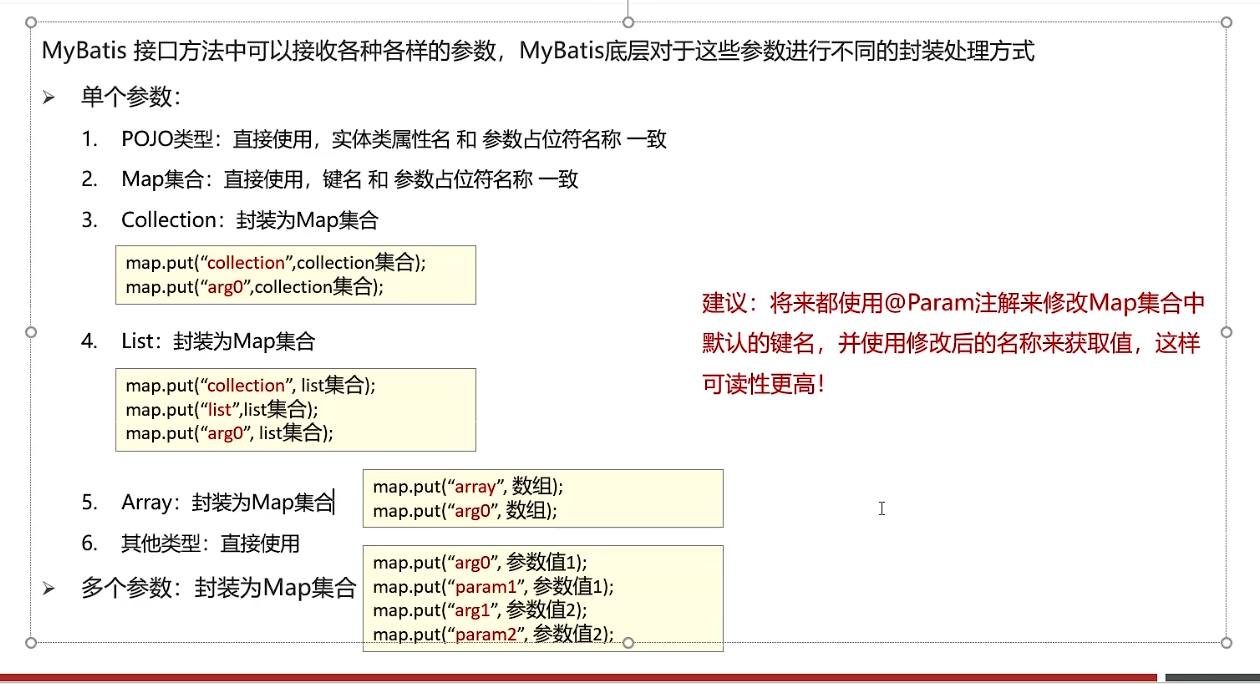 MyBatis 接口方法中可以接收各种各样的参数，MyBatis底层对于这些参数进行不同的封装处理方式
➢ 单个参数：
1. POJO类型：直接使用，实体类属性名 和 参数占位符名称 一致
2. Map集合：直接使用，键名 和 参数占位符名称 一致
3. Collection：封装为Map集合
map.put(“collection”,collection集合);
map.put(“arg0”,collection集合);
4. List：封装为Map集合
map.put(“collection”, list集合);
map.put(“list”,list集合);
map.put(“arg0”, list集合);
5. Array：封装为Map集合
map.put(“array”, 数组);
map.put(“arg0”, 数组);
6. 其他类型：直接使用
➢ 多个参数：封装为Map集合
map.put(“arg0”, 参数值1);
map.put(“param1”, 参数值1);
map.put(“arg1”, 参数值2);
map.put(“param2”, 参数值2);
建议：将来都使用@Param注解来修改Map集合中
默认的键名，并使用修改后的名称来获取值，这样
可读性更高！